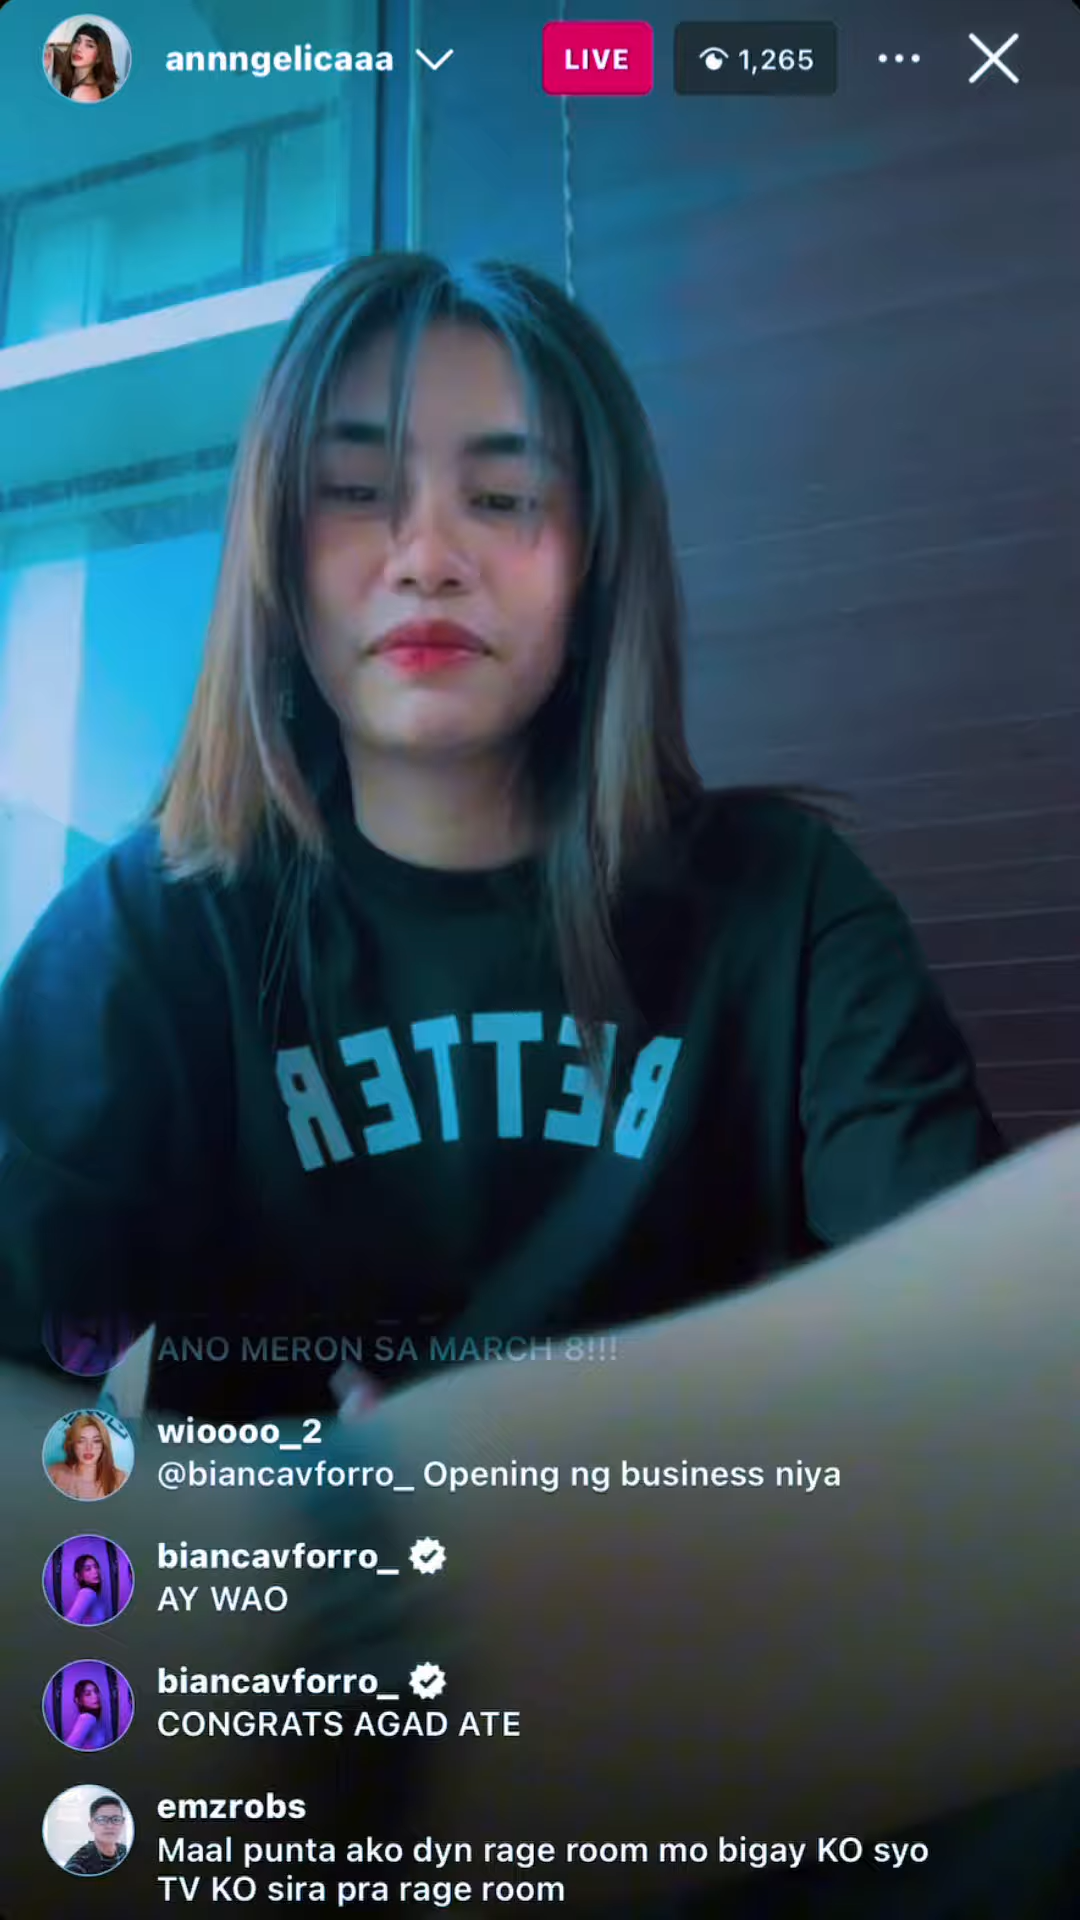 annngelicaaa
LIVE
1,265
BETTER
ANO MERON SA MARCH 8!!!
wioooo_2
@biancavforro_ Opening ng business niya
biancavforro_
AY WAO
biancavforro_
CONGRATS AGAD ATE
emzrobs
Maal punta ako dyn rage room mo bigay KO syo
TV KO sira pra rage room